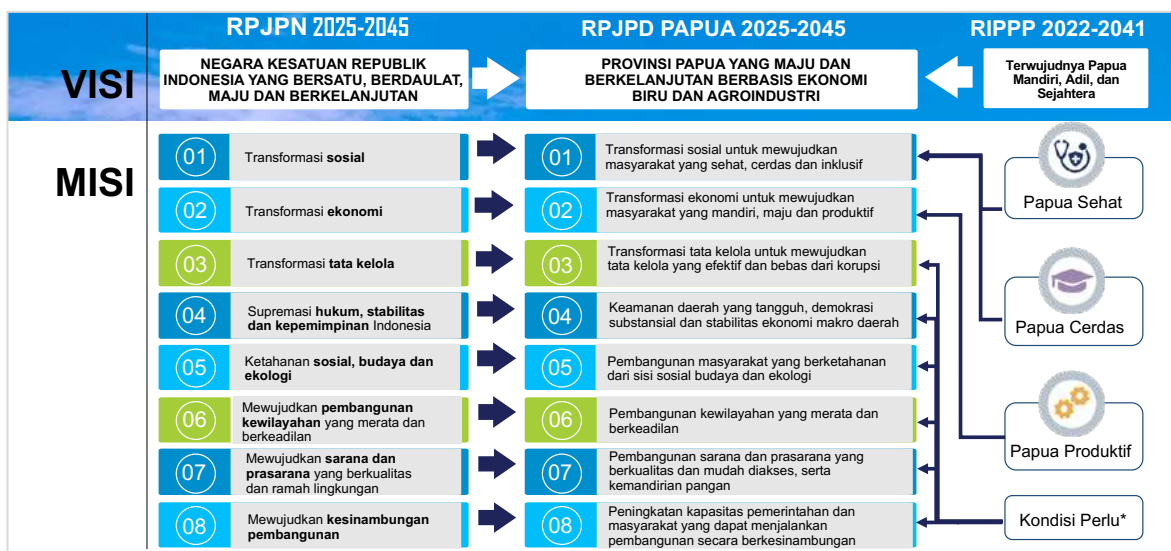 RPJPN 2025-2045
RPJPD PAPUA 2025-2045
RIPPP 2022-2041
VISI
NEGARA KESATUAN REPUBLIK
INDONESIA YANG BERSATU, BERDAULAT,
MAJU DAN BERKELANJUTAN
PROVINSI PAPUA YANG MAJU DAN
BERKELANJUTAN BERBASIS EKONOMI
BIRU DAN AGROINDUSTRI
Terwujudnya Papua
Mandiri, Adil, dan
Sejahtera
MISI
01
Transformasi sosial
01
Transformasi sosial untuk mewujudkan
masyarakat yang sehat, cerdas dan inklusif
02
Transformasi ekonomi
02
Transformasi ekonomi untuk mewujudkan
masyarakat yang mandiri, maju dan produktif
03
Transformasi tata kelola
03
Transformasi tata kelola untuk mewujudkan
tata kelola yang efektif dan bebas dari korupsi
04
Supremasi hukum, stabilitas
dan kepemimpinan Indonesia
04
Keamanan daerah yang tangguh, demokrasi
substansial dan stabilitas ekonomi makro daerah
05
Ketahanan sosial, budaya dan
ekologi
05
Pembangunan masyarakat yang berketahanan
dari sisi sosial budaya dan ekologi
06
Mewujudkan pembangunan
kewilayahan yang merata dan
berkeadilan
06
Pembangunan kewilayahan yang merata dan
berkeadilan
07
Mewujudkan sarana dan
prasarana yang berkualitas
dan ramah lingkungan
07
Pembangunan sarana dan prasarana yang
berkualitas dan mudah diakses, serta
kemandirian pangan
08
Mewujudkan kesinambungan
pembangunan
08
Peningkatan kapasitas pemerintahan dan
masyarakat yang dapat menjalankan
pembangunan secara berkesinambungan
Papua Sehat
Papua Cerdas
Papua Produktif
Kondisi Perlu*